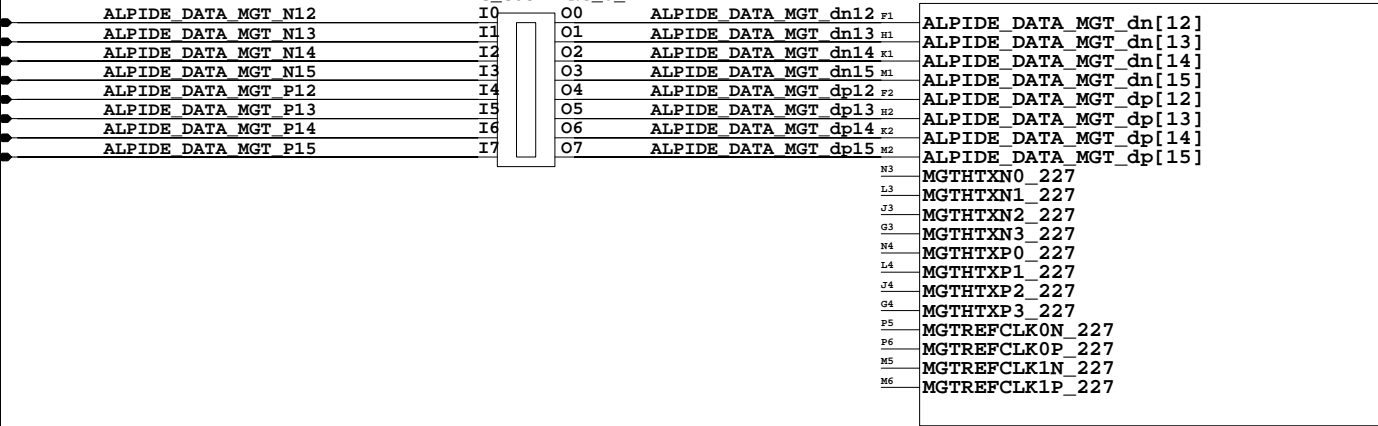 ALPIDE_DATA_MGT_N12 I0 O0 ALPIDE_DATA_MGT_dn12 F1 ALPIDE_DATA_MGT_dn[12]
ALPIDE_DATA_MGT_N13 I1 O1 ALPIDE_DATA_MGT_dn13 H1 ALPIDE_DATA_MGT_dn[13]
ALPIDE_DATA_MGT_N14 I2 O2 ALPIDE_DATA_MGT_dn14 K1 ALPIDE_DATA_MGT_dn[14]
ALPIDE_DATA_MGT_N15 I3 O3 ALPIDE_DATA_MGT_dn15 M1 ALPIDE_DATA_MGT_dn[15]
ALPIDE_DATA_MGT_P12 I4 O4 ALPIDE_DATA_MGT_dp12 F2 ALPIDE_DATA_MGT_dp[12]
ALPIDE_DATA_MGT_P13 I5 O5 ALPIDE_DATA_MGT_dp13 H2 ALPIDE_DATA_MGT_dp[13]
ALPIDE_DATA_MGT_P14 I6 O6 ALPIDE_DATA_MGT_dp14 K2 ALPIDE_DATA_MGT_dp[14]
ALPIDE_DATA_MGT_P15 I7 O7 ALPIDE_DATA_MGT_dp15 M2 ALPIDE_DATA_MGT_dp[15]
N3 MGTHTXN0_227
L3 MGTHTXN1_227
J3 MGTHTXN2_227
G3 MGTHTXN3_227
N4 MGTHTXP0_227
L4 MGTHTXP1_227
J4 MGTHTXP2_227
G4 MGTHTXP3_227
P5 MGTREFCLK0N_227
P6 MGTREFCLK0P_227
M5 MGTREFCLK1N_227
M6 MGTREFCLK1P_227